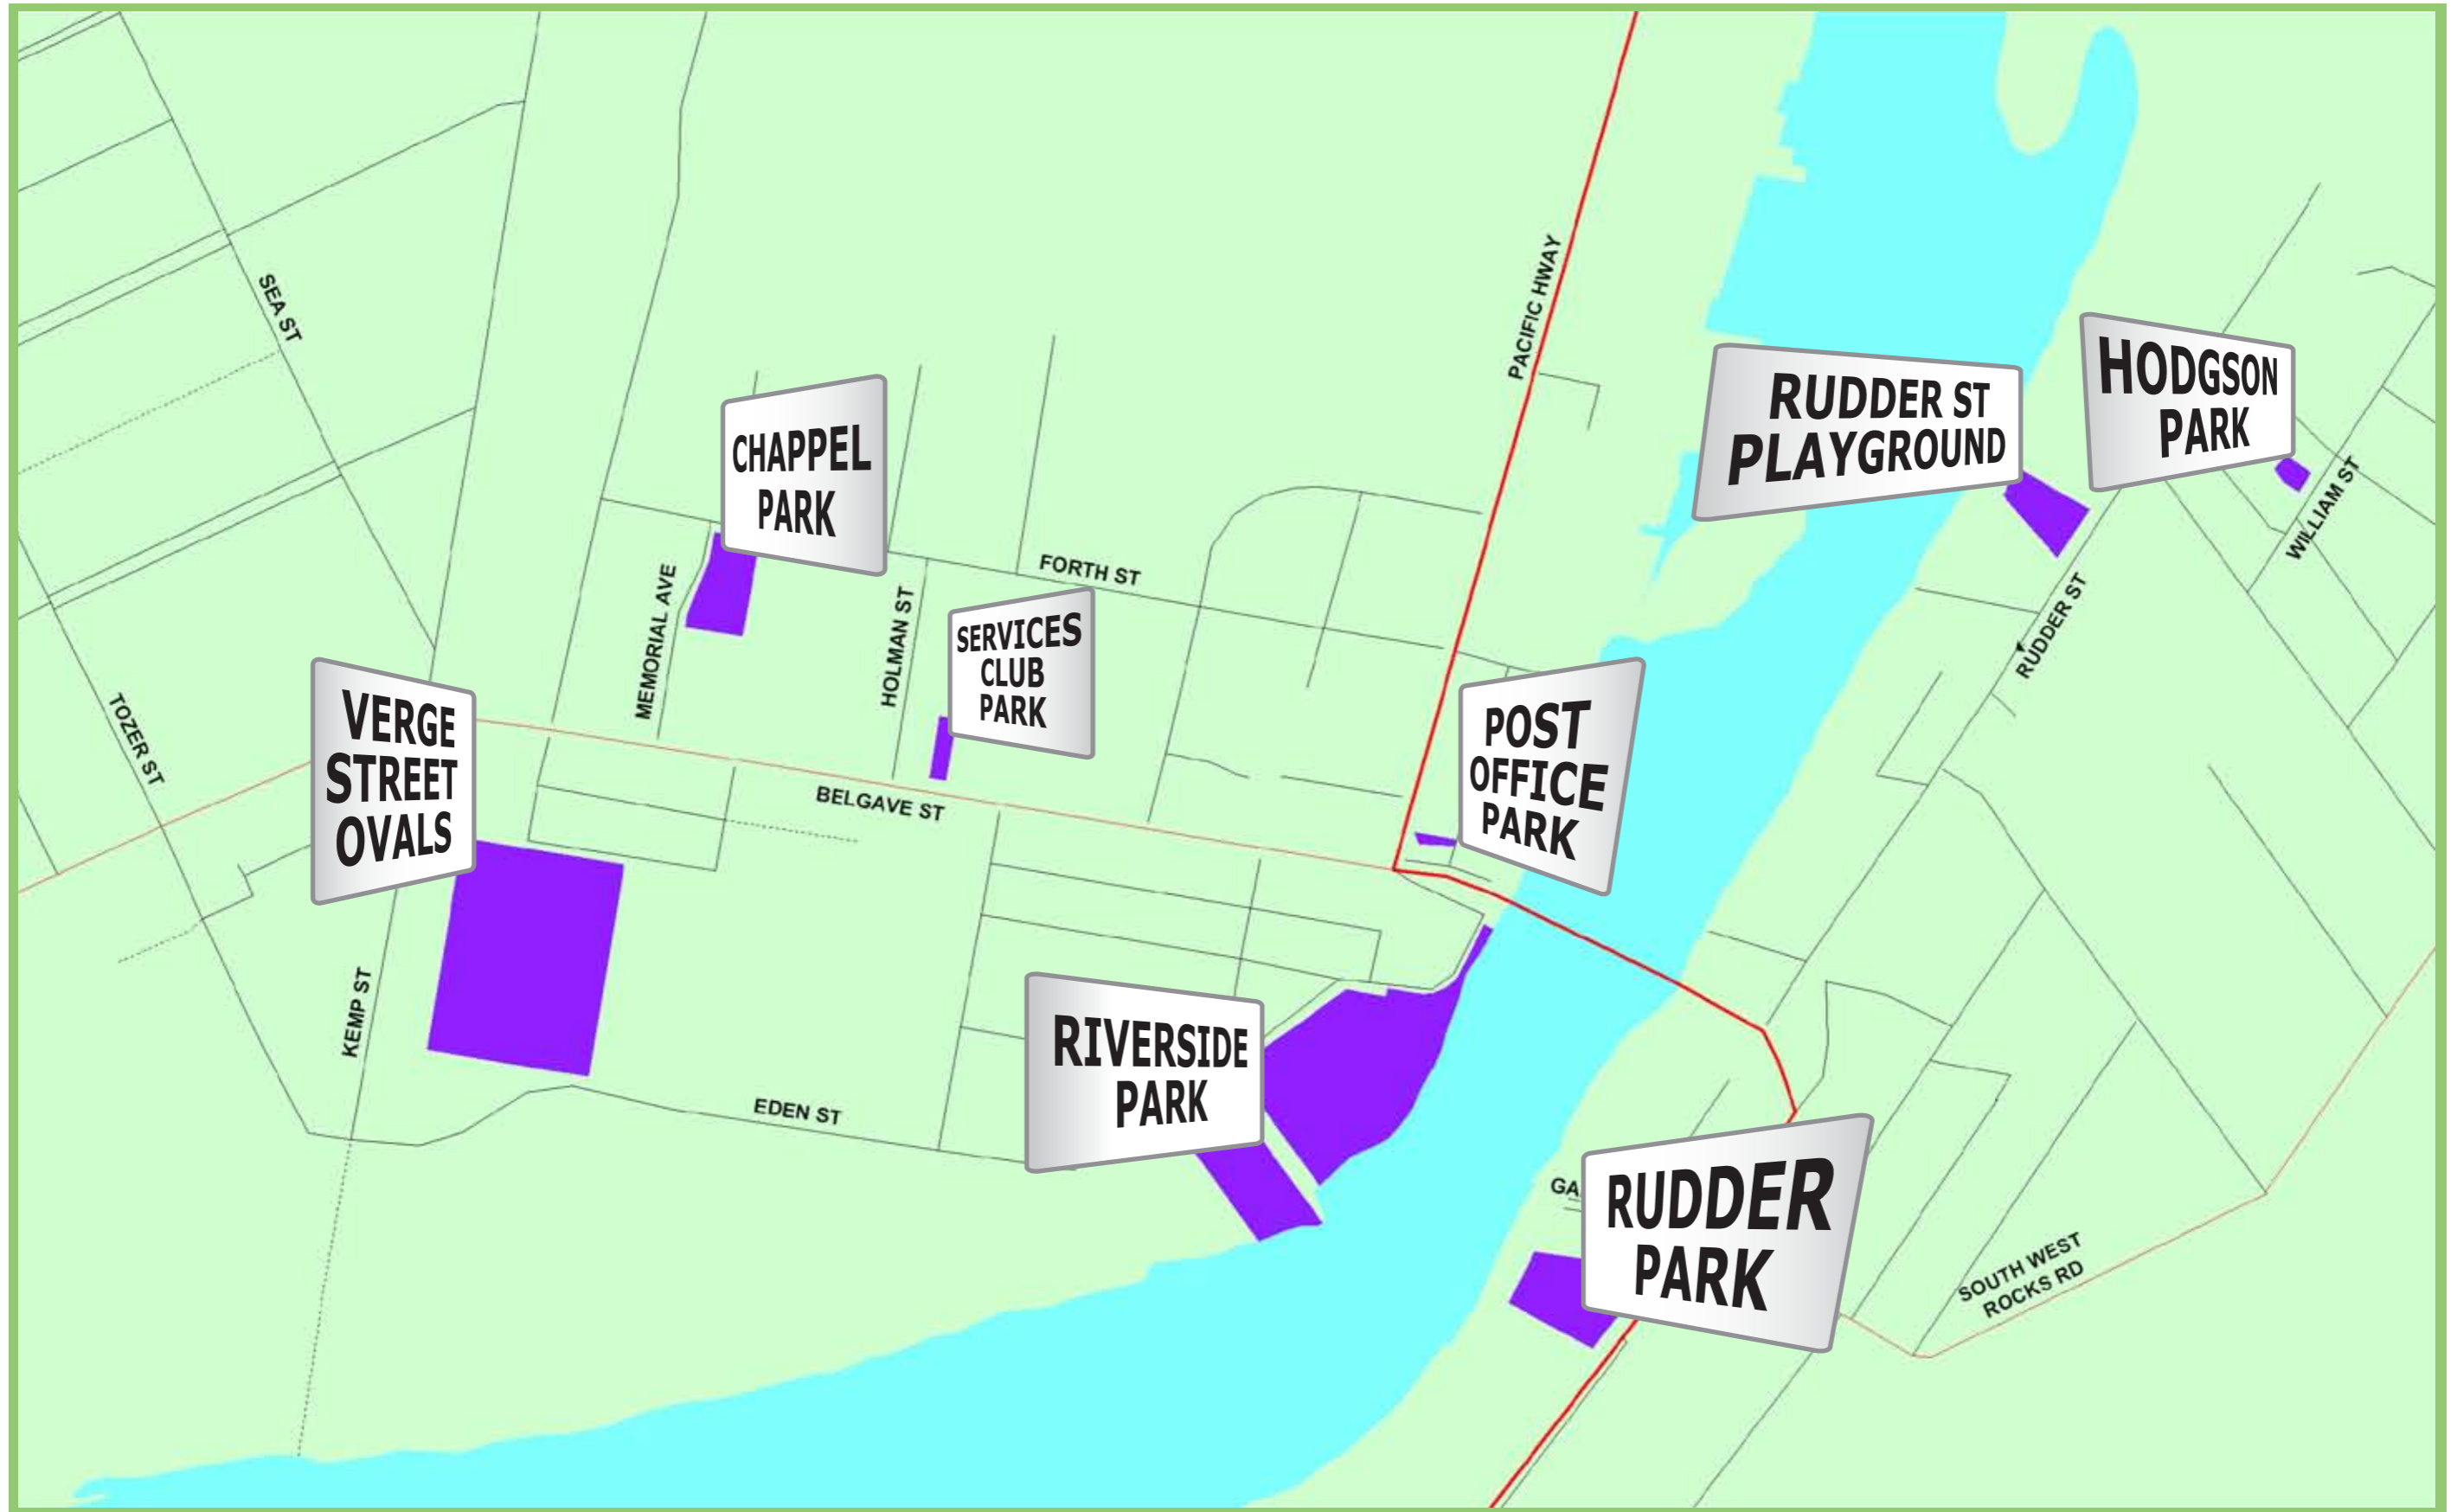 SEA ST
PACIFIC HWAY
HODGSON
PARK
RUDDER ST
PLAYGROUND
CHAPPEL
PARK
WILLIAM ST
FORTH ST
MEMORIAL AVE
HOLMAN ST
SERVICES
CLUB
PARK
RUDDER ST
TOZER ST
VERGE
STREET
OVALS
POST
OFFICE
PARK
BELGAVE ST
KEMP ST
RIVERSIDE
PARK
EDEN ST
GA
RUDDER
PARK
SOUTH WEST
ROCKS RD